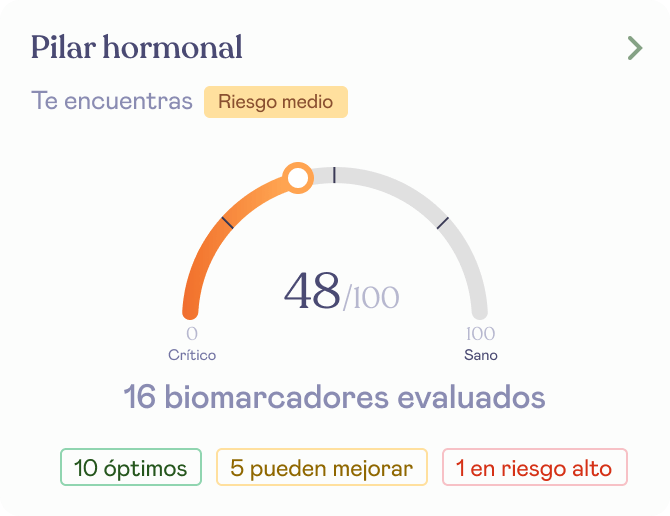 Pilar hormonal
Te encuentras Riesgo medio
48/100
0 100
Crítico Sano
16 biomarcadores evaluados
10 óptimos 5 pueden mejorar 1 en riesgo alto